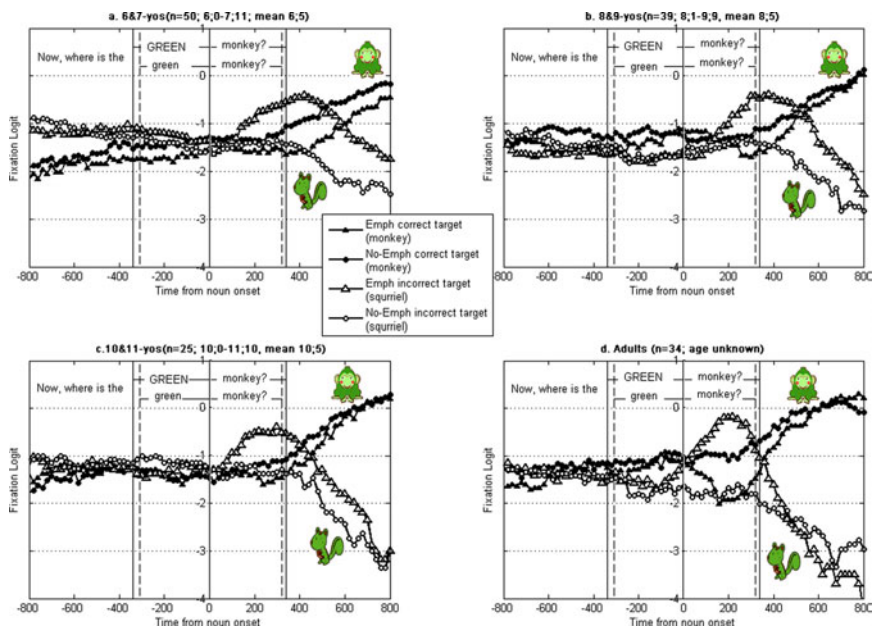 a. 6&7-yos(n=50; 6;0-7;11; mean 6;5)
Now, where is the GREEN monkey?
green monkey?
0
-1
-2
-3
-4
Fixation Logit
-800 -600 -400 -200 0 200 400 600 800
Time from noun onset
b. 8&9-yos(n=39; 8;1-9;9, mean 8;5)
Now, where is the GREEN monkey?
green monkey?
0
-1
-2
-3
-4
Fixation Logit
-800 -600 -400 -200 0 200 400 600 800
Time from noun onset
Emph correct target
(monkey)
No-Emph correct target
(monkey)
Emph incorrect target
(squrriel)
No-Emph incorrect target
(squrriel)
c.10&11-yos(n=25; 10;0-11;10, mean 10;5)
Now, where is the GREEN monkey?
green monkey?
0
-1
-2
-3
-4
Fixation Logit
-800 -600 -400 -200 0 200 400 600 800
Time from noun onset
d. Adults (n=34; age unknown)
Now, where is the GREEN monkey?
green monkey?
0
-1
-2
-3
-4
Fixation Logit
-800 -600 -400 -200 0 200 400 600 800
Time from noun onset